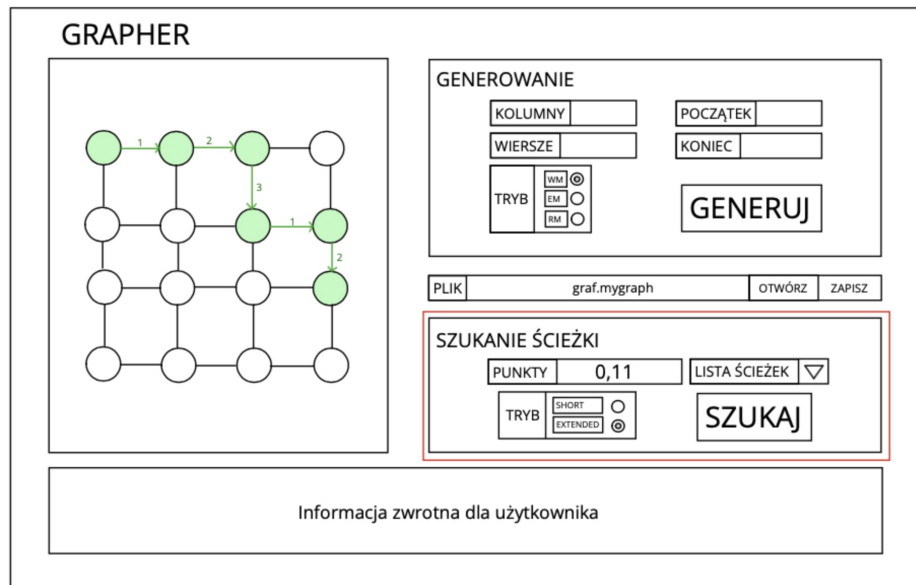 GRAPHER
1 2
3
1
2
GENEROWANIE
KOLUMNY POCZĄTEK
WIERSZE KONIEC
TRYB
WM
EM
RM
GENERUJ
PLIK graf.mygraph OTWÓRZ ZAPISZ
SZUKANIE ŚCIEŻKI
PUNKTY 0,11 LISTA ŚCIEŻEK
TRYB
SHORT
EXTENDED
SZUKAJ
Informacja zwrotna dla użytkownika